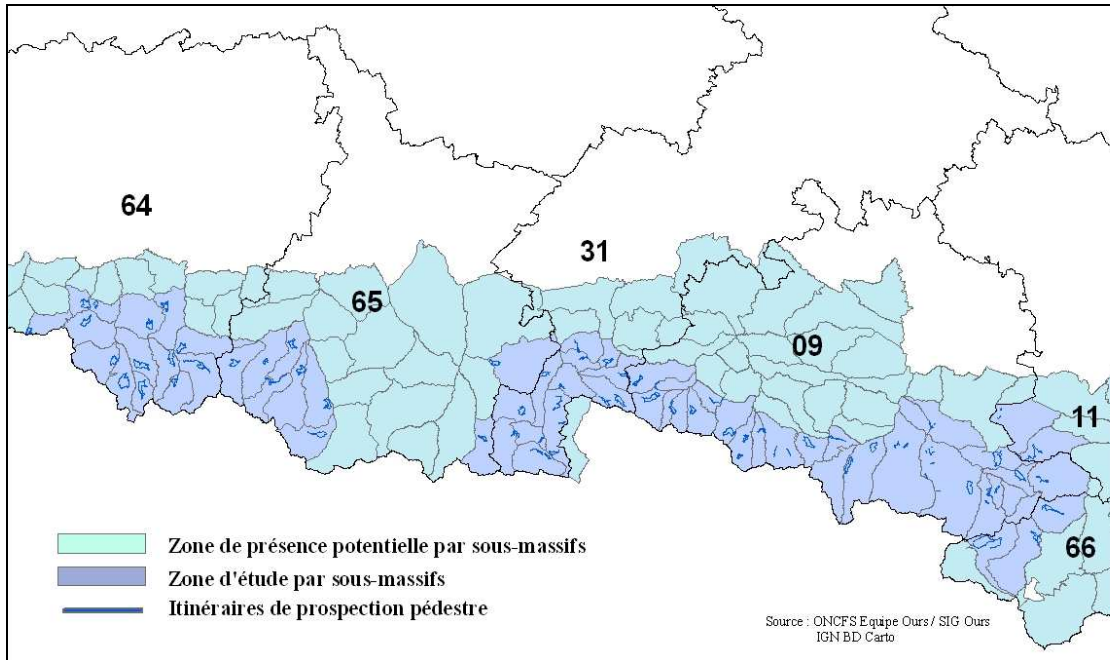 64
31
65
09
11
66
Zone de présence potentielle par sous-massifs
Zone d'étude par sous-massifs
Itinéraires de prospection pédestre
Source : ONCFS Equipe Ours / SIG Ours
IGN BD Carto